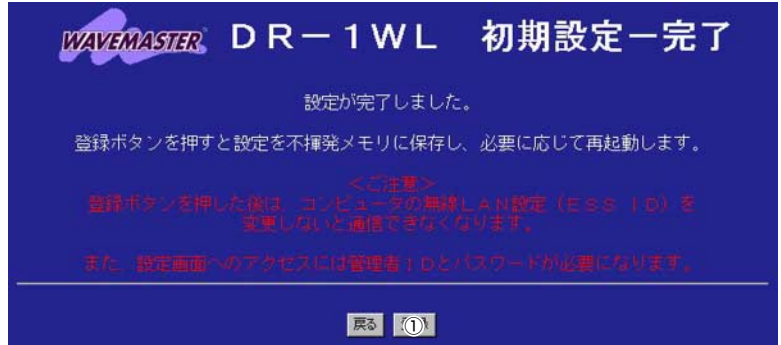 WAVEMASTER DR-1WL 初期設定-完了
設定が完了しました。
登録ボタンを押すと設定を不揮発メモリに保存し、必要に応じて再起動します。
<ご注意>
登録ボタンを押した後は、コンピュータの無線LAN設定(ESS ID)を
変更しないと通信できなくなります。
また、設定画面へのアクセスには管理者IDとパスワードが必要になります。
戻る ①